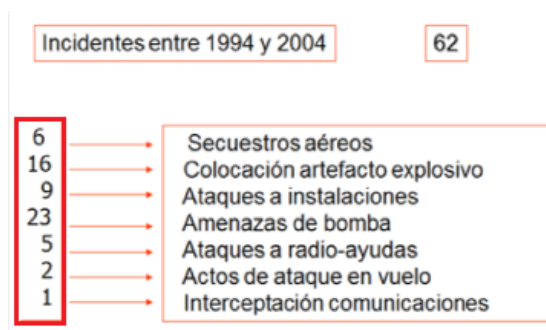 Incidentes entre 1994 y 2004 62
6 Secuestros aéreos
16 Colocación artefacto explosivo
9 Ataques a instalaciones
23 Amenazas de bomba
5 Ataques a radio-ayudas
2 Actos de ataque en vuelo
1 Interceptación comunicaciones